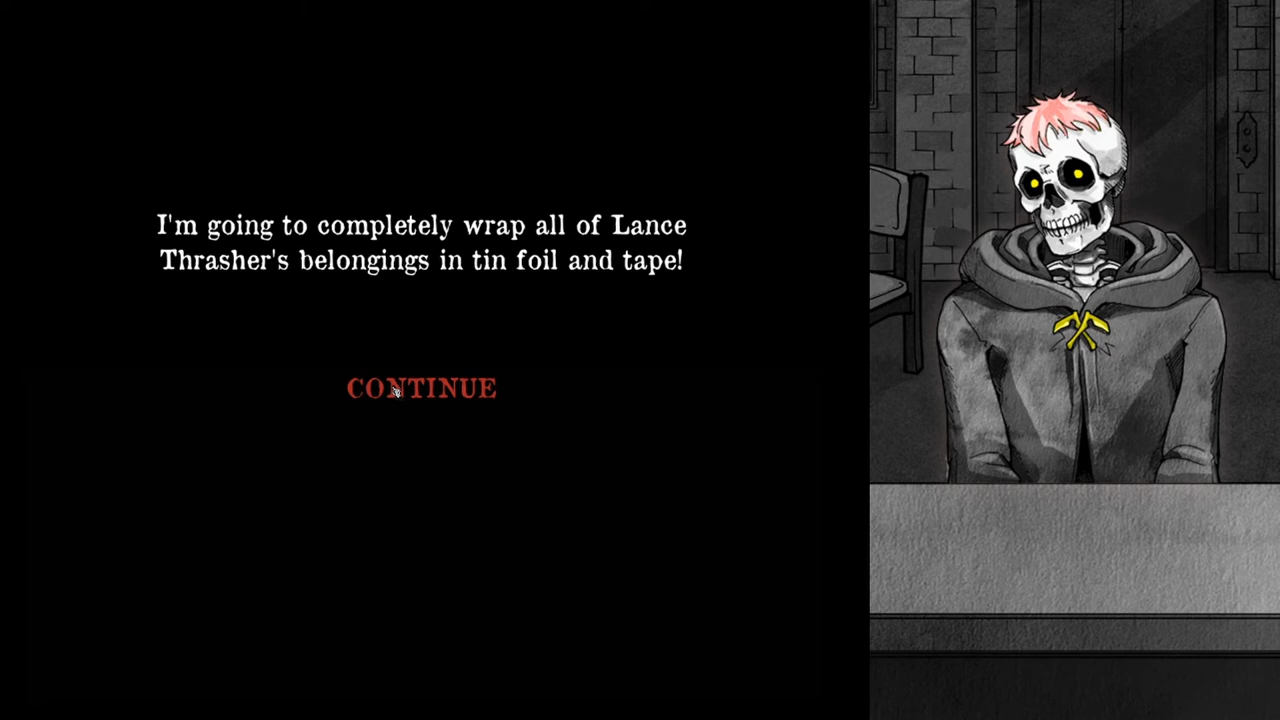 I'm going to completely wrap all of Lance
Thrasher's belongings in tin foil and tape!
CONTINUE